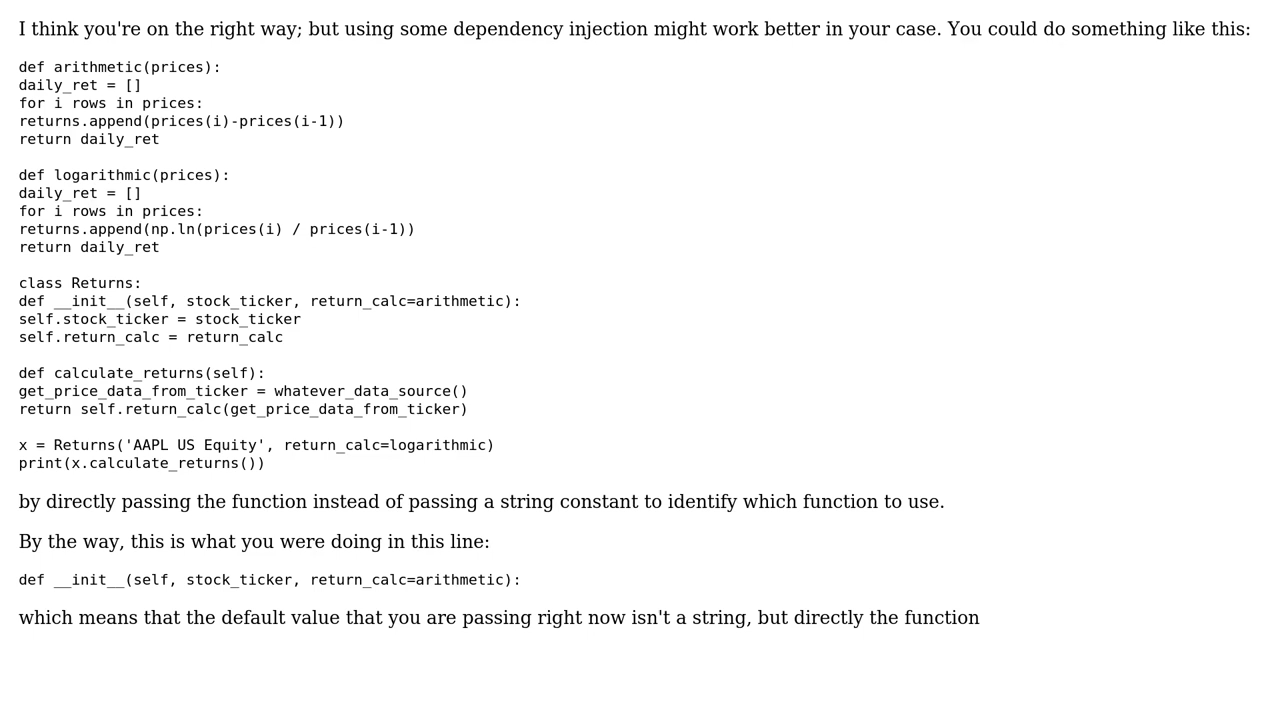 I think you're on the right way; but using some dependency injection might work better in your case. You could do something like this:
def arithmetic(prices):
daily_ret = []
for i rows in prices:
returns.append(prices(i)-prices(i-1))
return daily_ret
def logarithmic(prices):
daily_ret = []
for i rows in prices:
returns.append(np.ln(prices(i) / prices(i-1))
return daily_ret
class Returns:
def __init__(self, stock_ticker, return_calc=arithmetic):
self.stock_ticker = stock_ticker
self.return_calc = return_calc
def calculate_returns(self):
get_price_data_from_ticker = whatever_data_source()
return self.return_calc(get_price_data_from_ticker)
x = Returns('AAPL US Equity', return_calc=logarithmic)
print(x.calculate_returns())
by directly passing the function instead of passing a string constant to identify which function to use.
By the way, this is what you were doing in this line:
def __init__(self, stock_ticker, return_calc=arithmetic):
which means that the default value that you are passing right now isn't a string, but directly the function